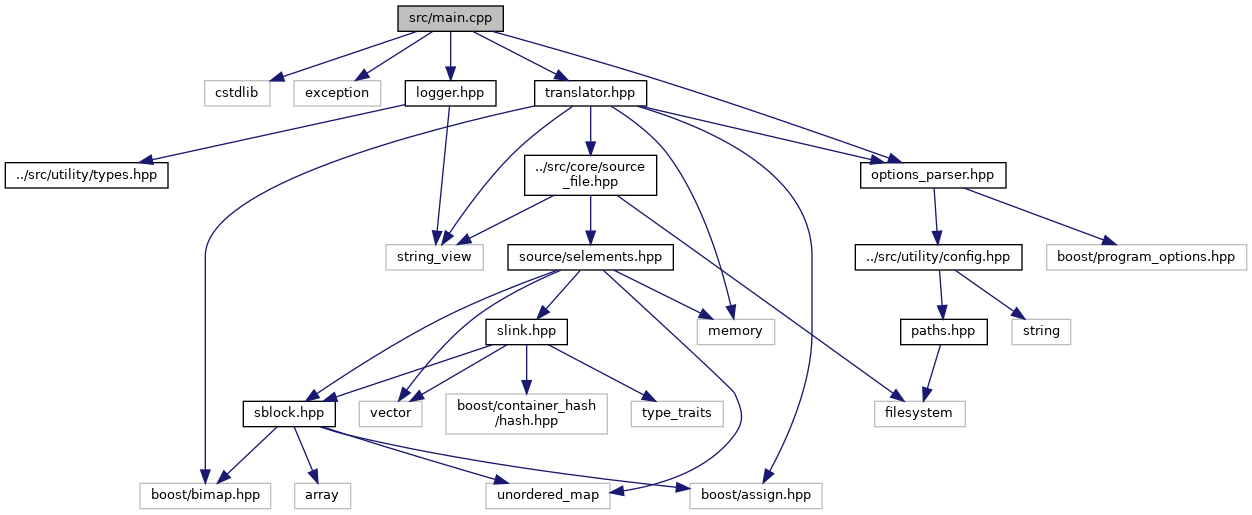 src/main.cpp
cstdlib
exception
logger.hpp
translator.hpp
../src/utility/types.hpp
../src/core/source
_file.hpp
options_parser.hpp
string_view
source/selements.hpp
../src/utility/config.hpp
boost/program_options.hpp
slink.hpp
memory
paths.hpp
string
sblock.hpp
vector
boost/container_hash
/hash.hpp
type_traits
filesystem
boost/bimap.hpp
array
unordered_map
boost/assign.hpp